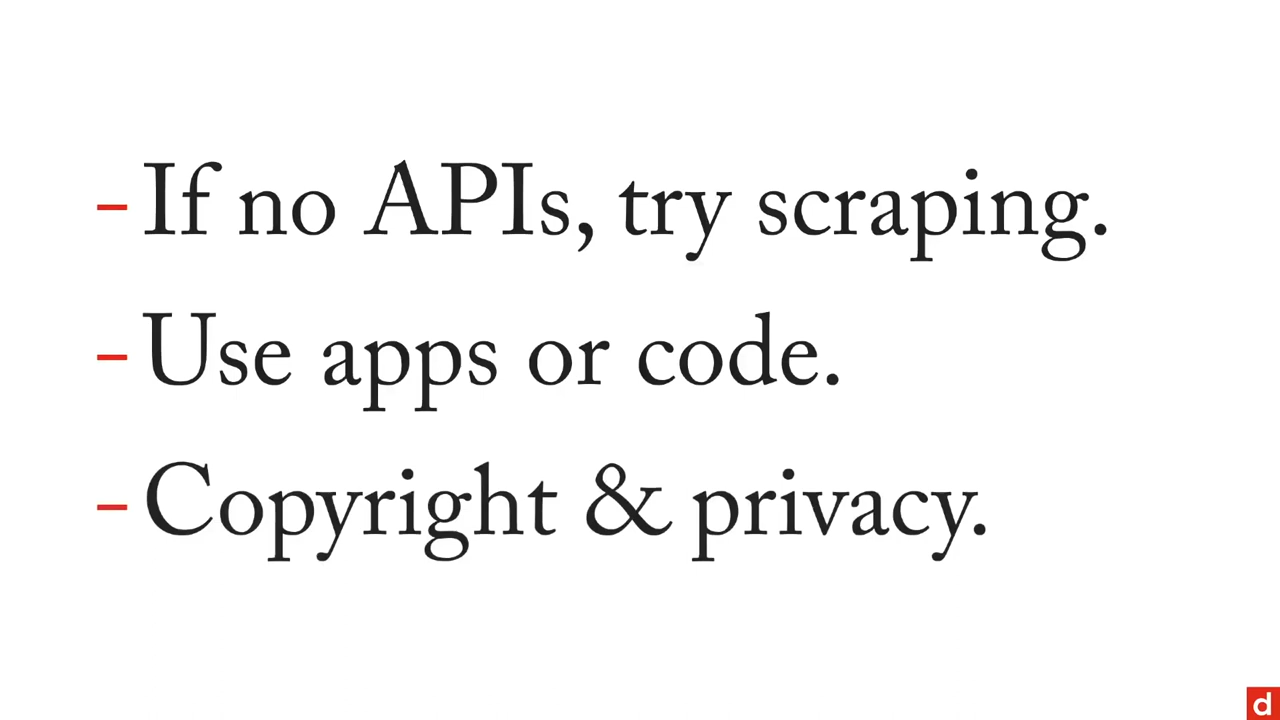 - If no APIs, try scraping.
- Use apps or code.
- Copyright & privacy.
d